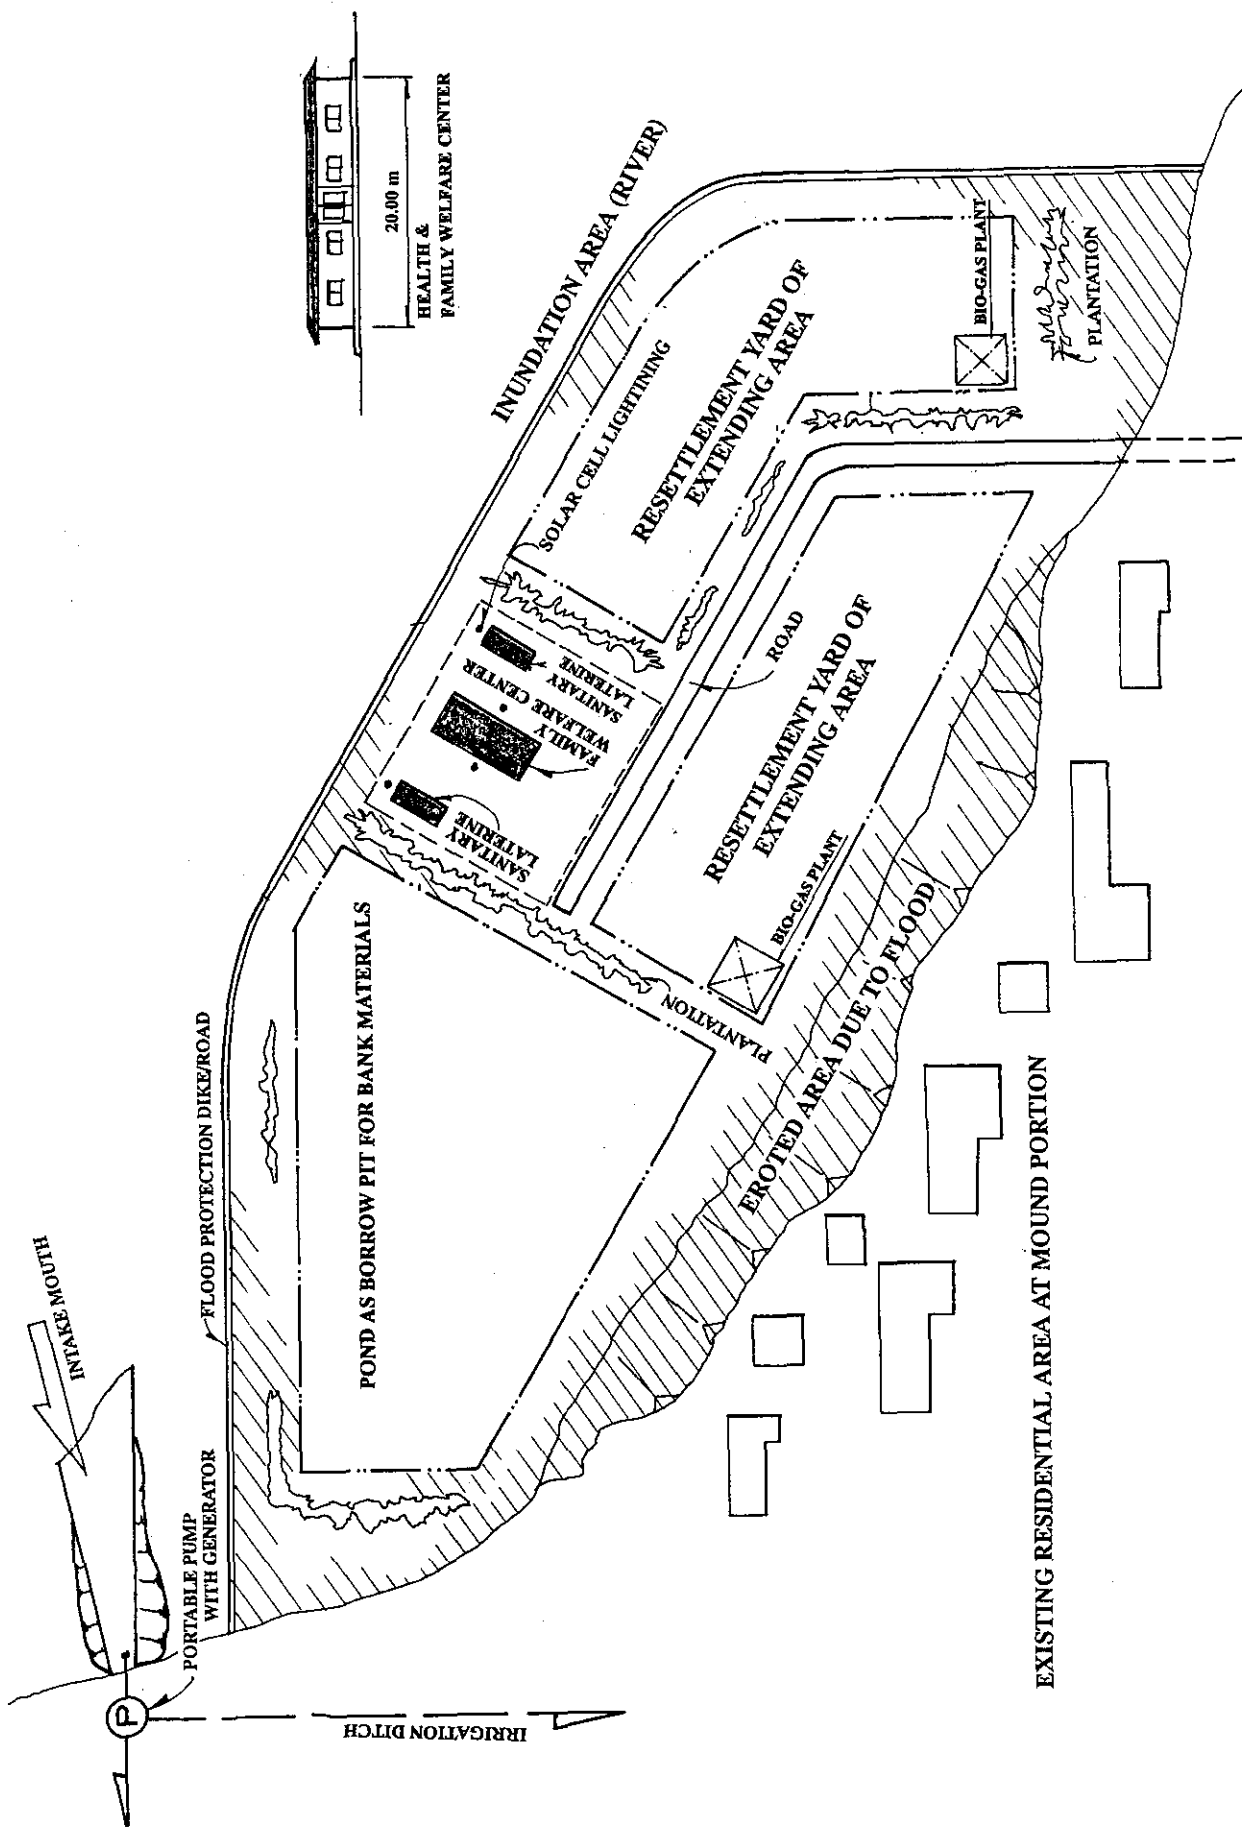 INTAKE MOUTH
P
PORTABLE PUMP
WITH GENERATOR
FLOOD PROTECTION DIKE/ROAD
INUNDATION AREA (RIVER)
20.00 m
HEALTH &
FAMILY WELFARE CENTER
IRRIGATION DITCH
POND AS BORROW PIT FOR BANK MATERIALS
SANITARY
LATERINE
FAMILY
WELFARE CENTER
SANITARY
LATERINE
SOLAR CELL LIGHTINING
RESETTLEMENT YARD OF
EXTENDING AREA
BIO-GAS PLANT
PLANTATION
PLANTATION
BIO-GAS PLANT
RESETTLEMENT YARD OF
EXTENDING AREA
ROAD
EROTED AREA DUE TO FLOOD
EXISTING RESIDENTIAL AREA AT MOUND PORTION